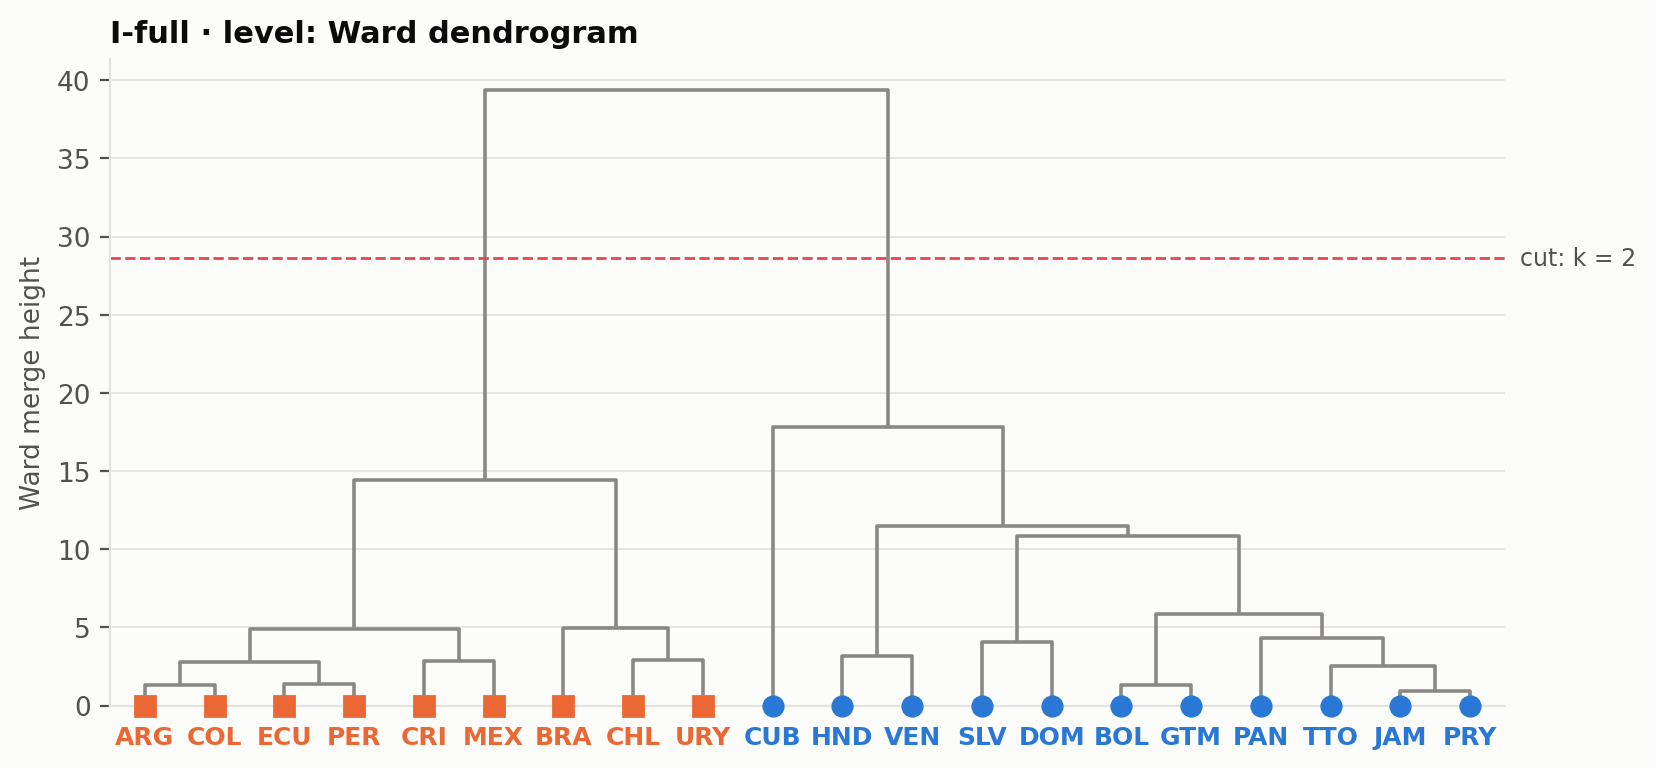 I-full · level: Ward dendrogram
Ward merge height
40
35
30
25
20
15
10
5
0
cut: k = 2
ARG COL ECU PER CRI MEX BRA CHL URY CUB HND VEN SLV DOM BOL GTM PAN TTO JAM PRY